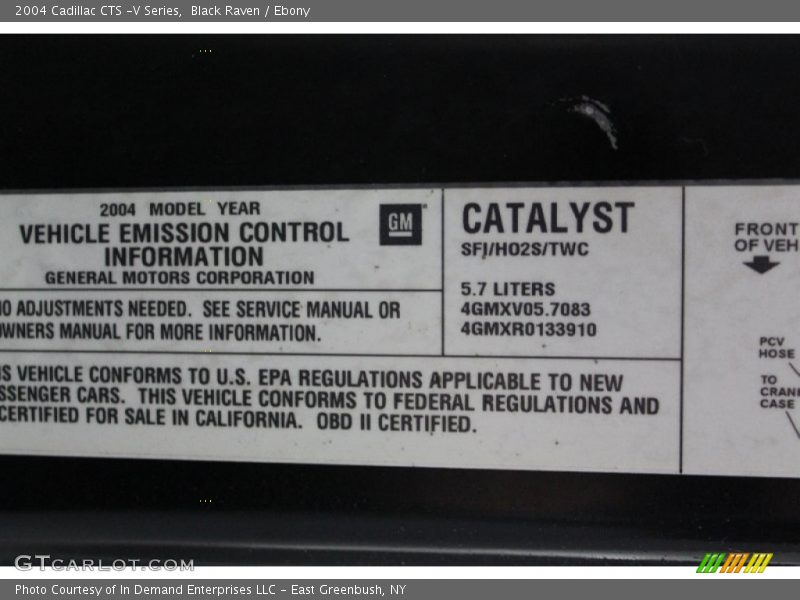 2004 Cadillac CTS -V Series, Black Raven / Ebony
2004 MODEL YEAR
VEHICLE EMISSION CONTROL
INFORMATION
GENERAL MOTORS CORPORATION
GM
NO ADJUSTMENTS NEEDED. SEE SERVICE MANUAL OR
OWNERS MANUAL FOR MORE INFORMATION.
CATALYST
SFI/HO2S/TWC
5.7 LITERS
4GMXV05.7083
4GMXR0133910
IS VEHICLE CONFORMS TO U.S. EPA REGULATIONS APPLICABLE TO NEW
SSENGER CARS. THIS VEHICLE CONFORMS TO FEDERAL REGULATIONS AND
CERTIFIED FOR SALE IN CALIFORNIA. OBD II CERTIFIED.
FRONT
OF VEH
PCV
HOSE
TO
CRANK
CASE
GTCARLOT.COM
Photo Courtesy of In Demand Enterprises LLC - East Greenbush, NY